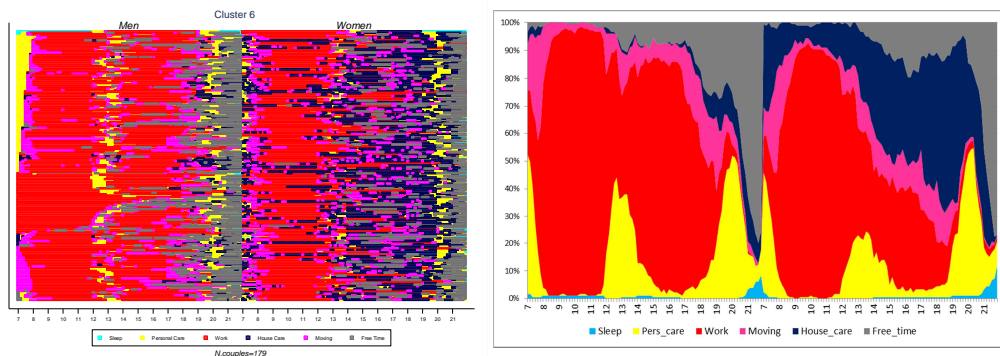 Cluster 6
Men Women
7 8 9 10 11 12 13 14 15 16 17 18 19 20 21 7 8 9 10 11 12 13 14 15 16 17 18 19 20 21
Sleep Personal Care Work House Care Moving Free Time
N.couples=179
100%
90%
80%
70%
60%
50%
40%
30%
20%
10%
0%
7 8 9 10 11 12 13 14 15 16 17 18 19 20 21 7 8 9 10 11 12 13 14 15 16 17 18 19 20 21
Sleep Pers_care Work Moving House_care Free_time